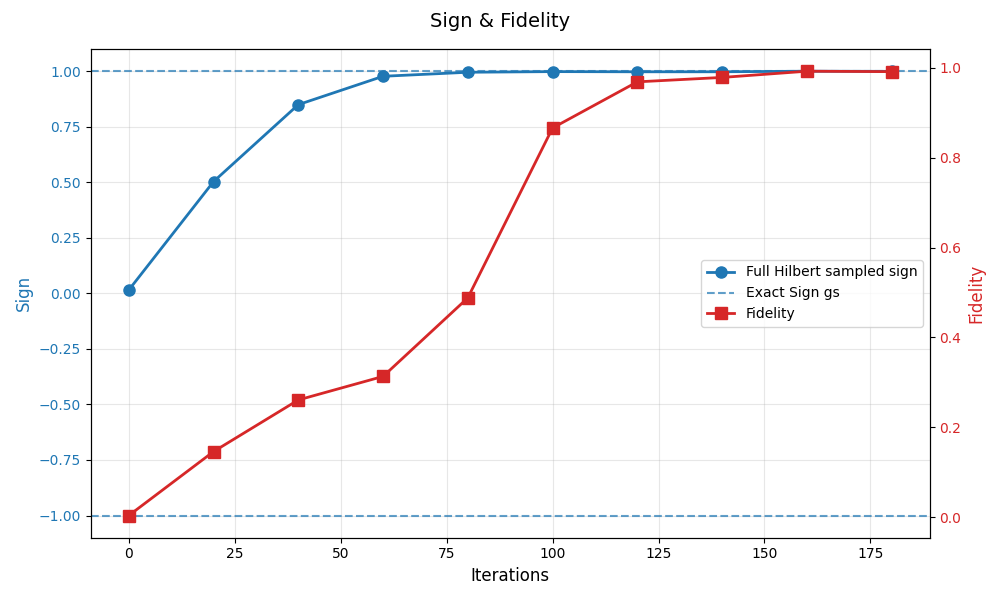 Sign & Fidelity
Sign
1.00
0.75
0.50
0.25
0.00
−0.25
−0.50
−0.75
−1.00
Full Hilbert sampled sign
Exact Sign gs
Fidelity
1.0
0.8
0.6
0.4
0.2
0.0
Fidelity
0 25 50 75 100 125 150 175
Iterations